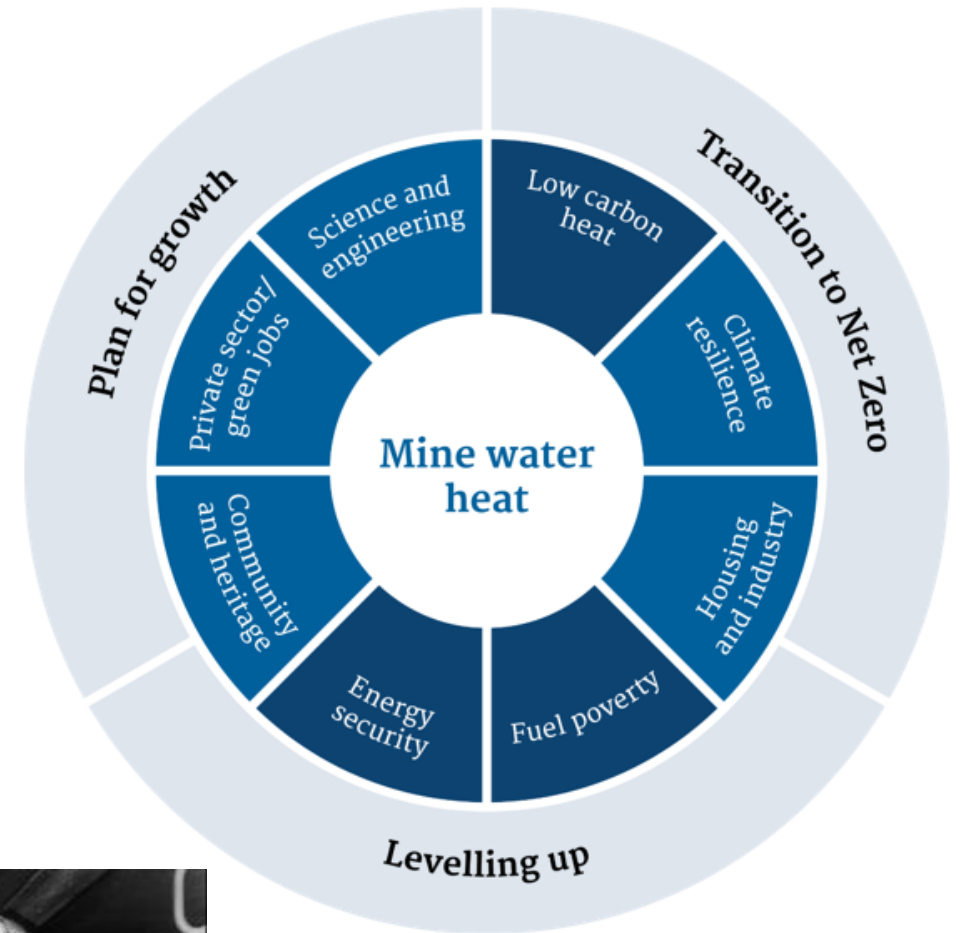 Mine water
heat
Transition to Net Zero
Levelling up
Plan for growth
Low carbon
heat
Climate
resilience
Housing
and industry
Fuel poverty
Energy
security
Community
and heritage
Private sector/
green jobs
Science and
engineering